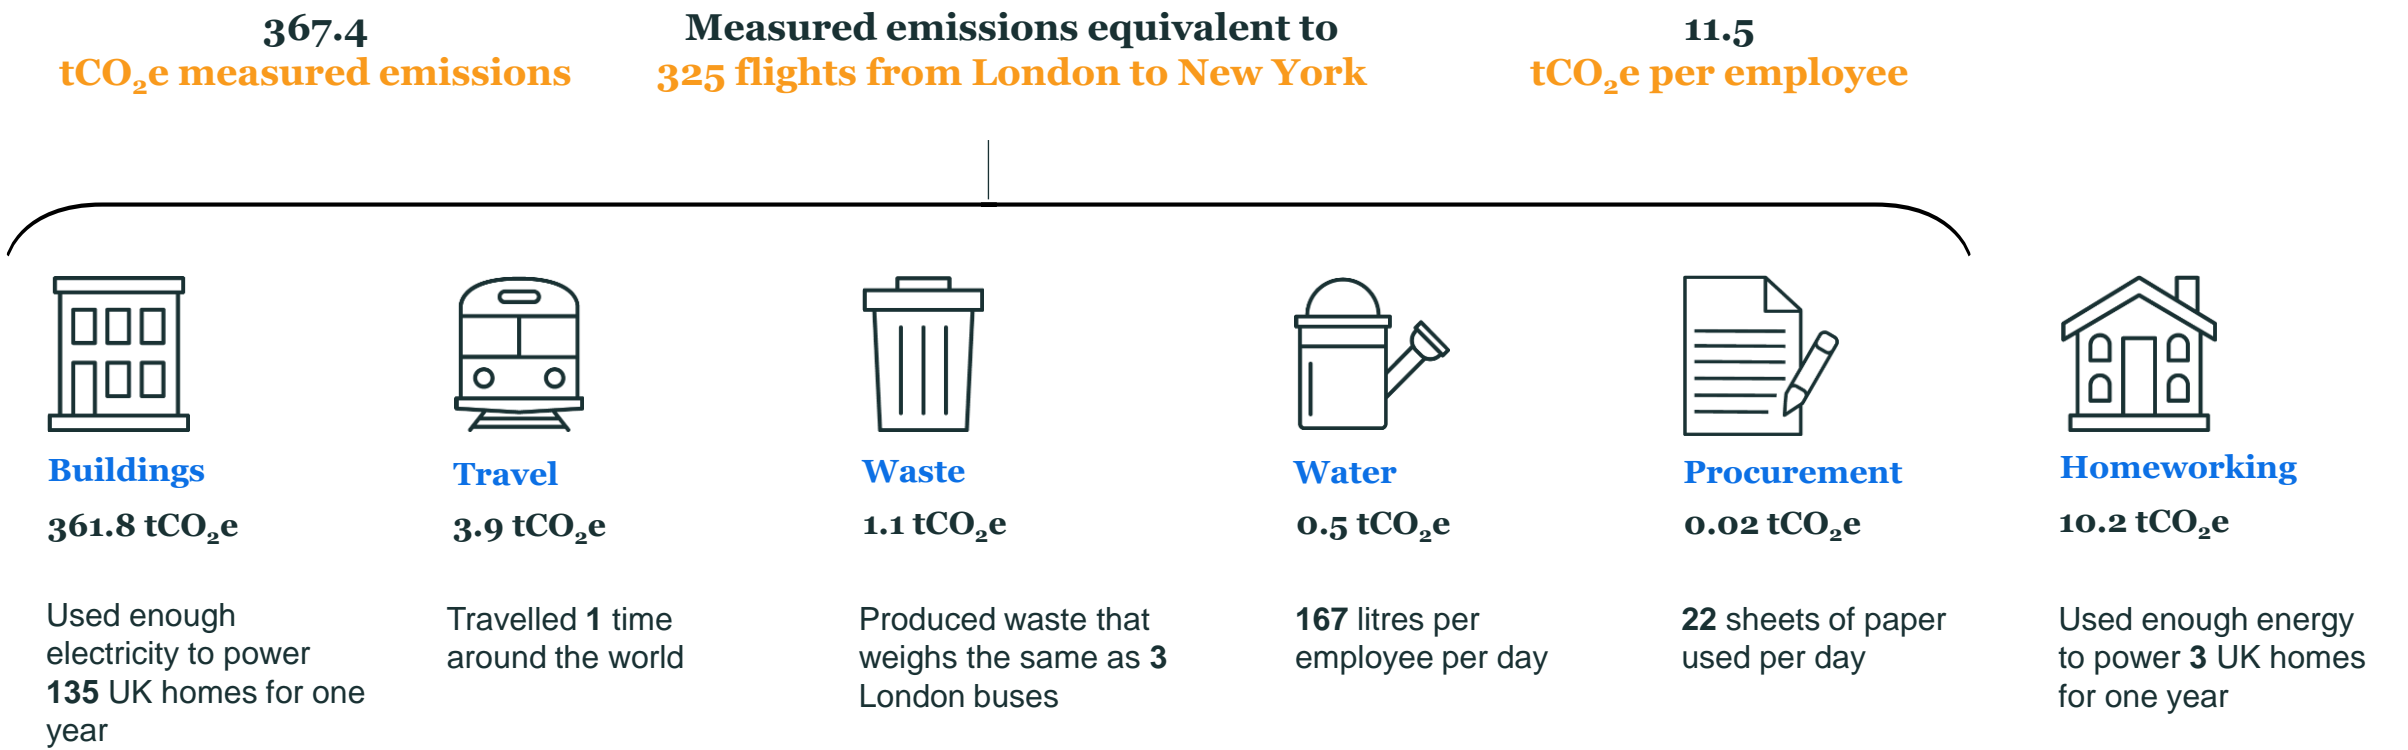 367.4
tCO₂e measured emissions
Measured emissions equivalent to
325 flights from London to New York
11.5
tCO₂e per employee
Buildings
361.8 tCO₂e
Used enough
electricity to power
135 UK homes for one
year
Travel
3.9 tCO₂e
Travelled 1 time
around the world
Waste
1.1 tCO₂e
Produced waste that
weighs the same as 3
London buses
Water
0.5 tCO₂e
167 litres per
employee per day
Procurement
0.02 tCO₂e
22 sheets of paper
used per day
Homeworking
10.2 tCO₂e
Used enough energy
to power 3 UK homes
for one year